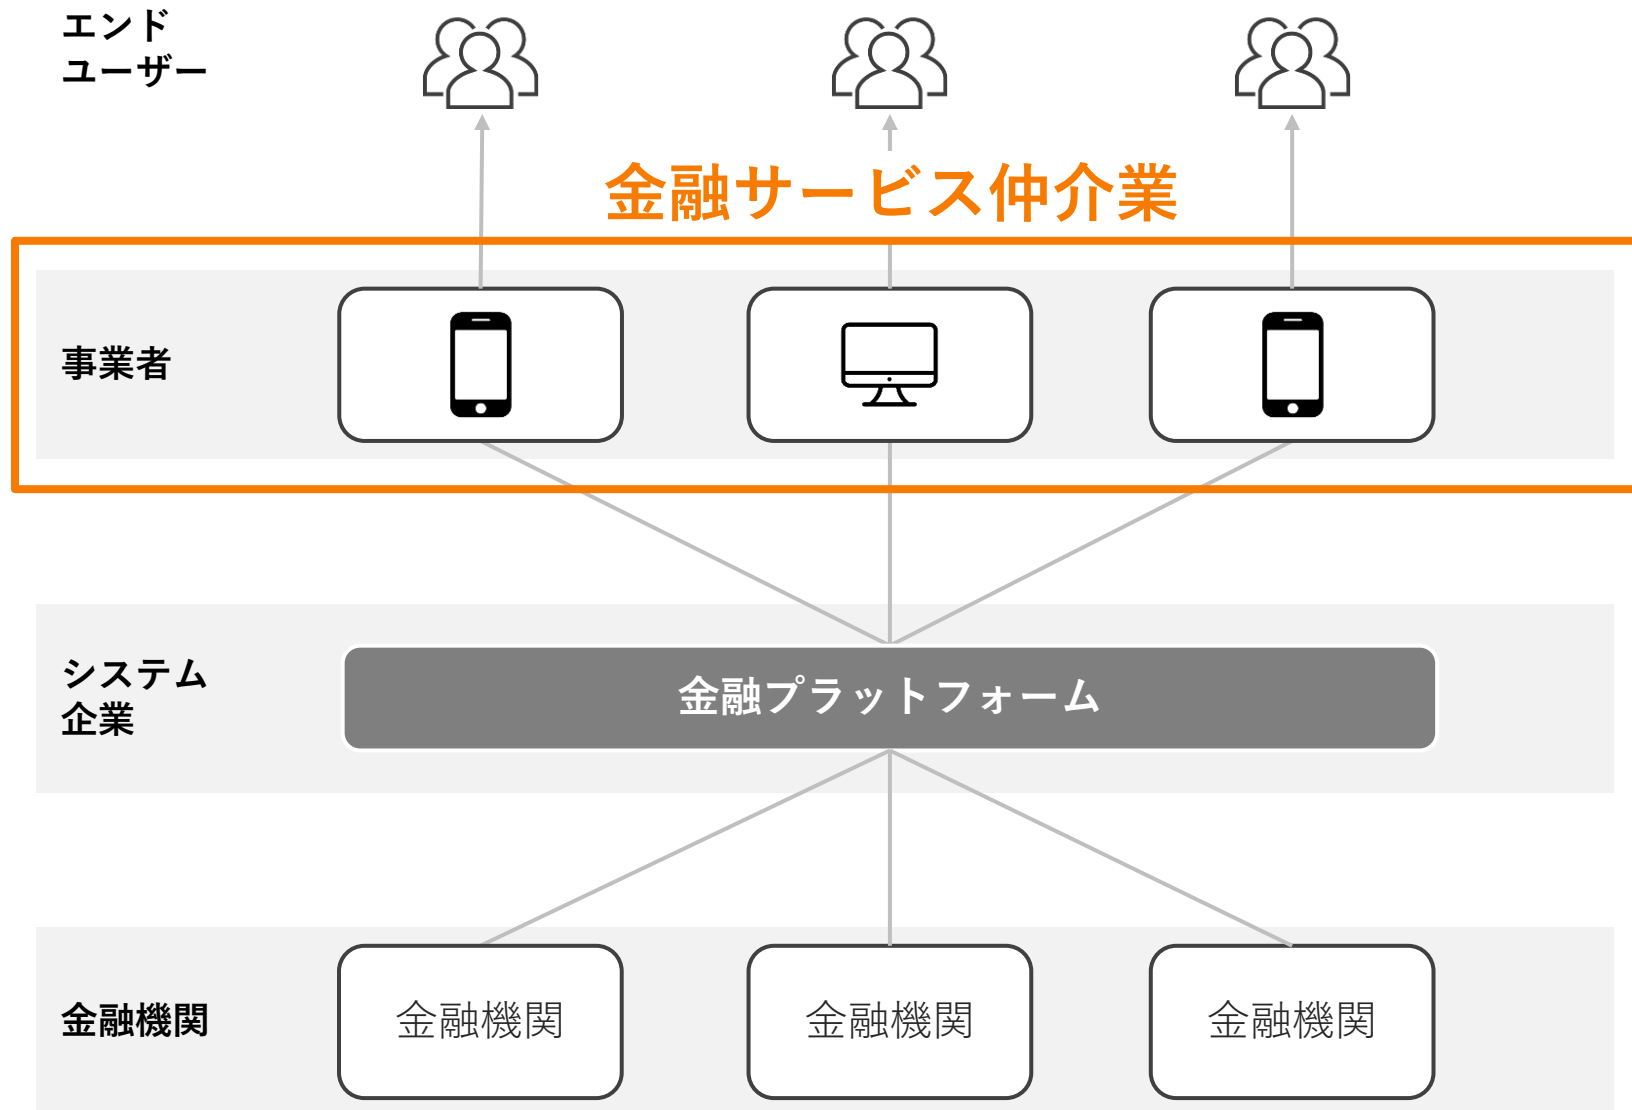 エンド
ユーザー
金融サービス仲介業
事業者
システム
企業
金融プラットフォーム
金融機関
金融機関
金融機関
金融機関